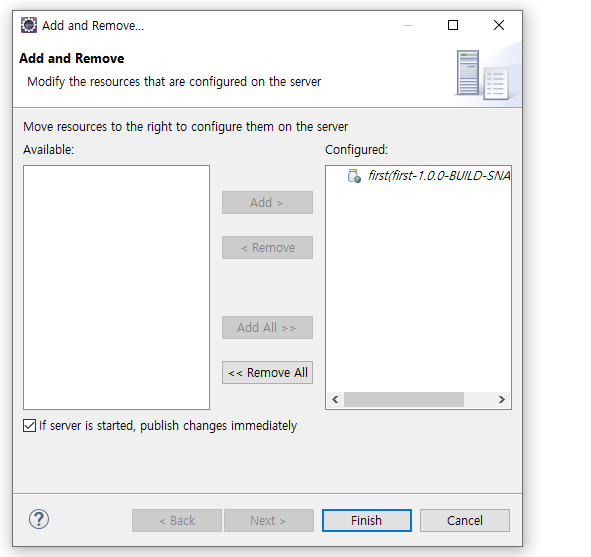 Add and Remove...
Add and Remove
Modify the resources that are configured on the server
Move resources to the right to configure them on the server
Available:
Configured:
first(first-1.0.0-BUILD-SNA
Add >
< Remove
Add All >>
<< Remove All
If server is started, publish changes immediately
< Back
Next >
Finish
Cancel